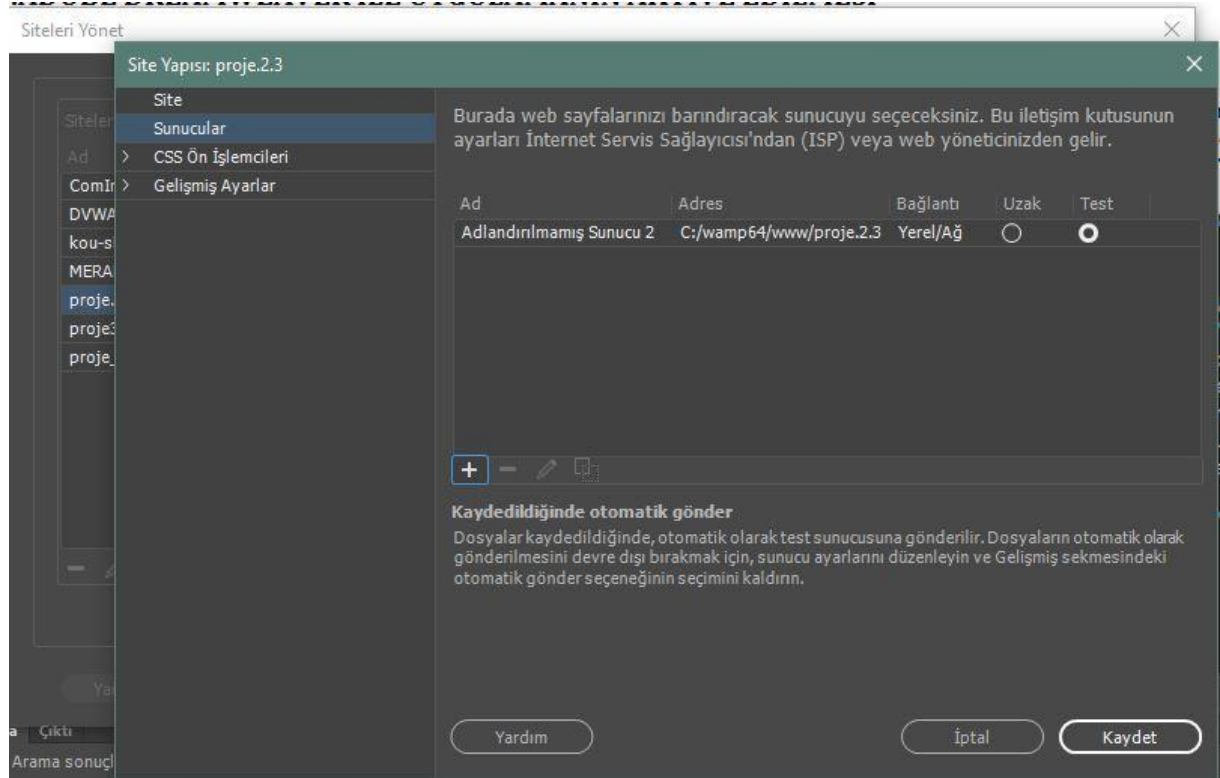 Siteleri Yönet
Site Yapısı: proje.2.3
Site
Sunucular
CSS Ön İşlemcileri
Gelişmiş Ayarlar
Siteler
Ad
DVWA
proje.
proje_
Burada web sayfalarınızı barındıracak sunucuyu seçeceksiniz. Bu iletişim kutusunun
ayarları İnternet Servis Sağlayıcısı'ndan (ISP) veya web yöneticinizden gelir.
Ad Adres Bağlantı Uzak Test
Adlandırılmamış Sunucu 2 C:/wamp64/www/proje.2.3 Yerel/Ağ
Kaydedildiğinde otomatik gönder
Dosyalar kaydedildiğinde, otomatik olarak test sunucusuna gönderilir. Dosyaların otomatik olarak
gönderilmesini devre dışı bırakmak için, sunucu ayarlarını düzenleyin ve Gelişmiş sekmesindeki
otomatik gönder seçeneğinin seçimini kaldırın.
Yardım İptal Kaydet
a Çıktı
Arama sonuçl